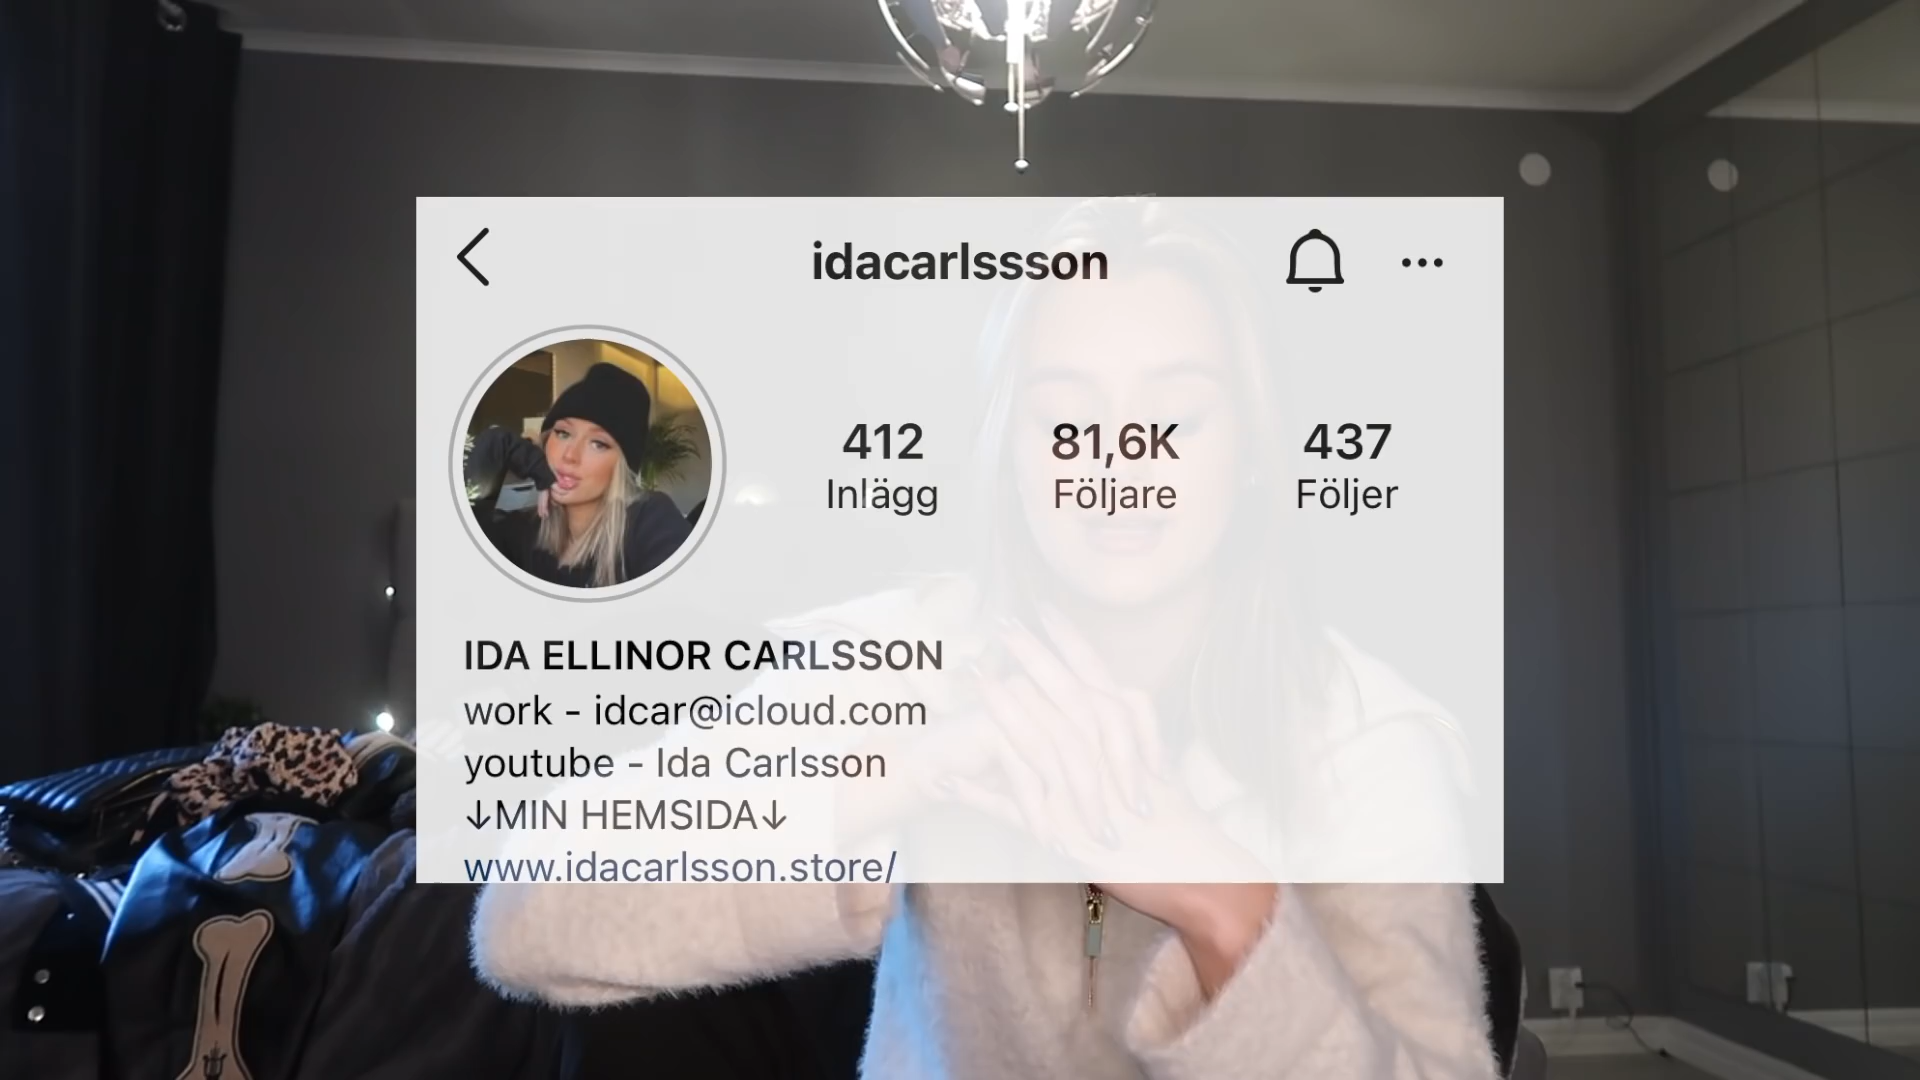 idacarlssson
412
81,6K
437
Inlägg
Följare
Följer
IDA ELLINOR CARLSSON
work - idcar@icloud.com
youtube - Ida Carlsson
↓MIN HEMSIDA↓
www.idacarlsson.store/